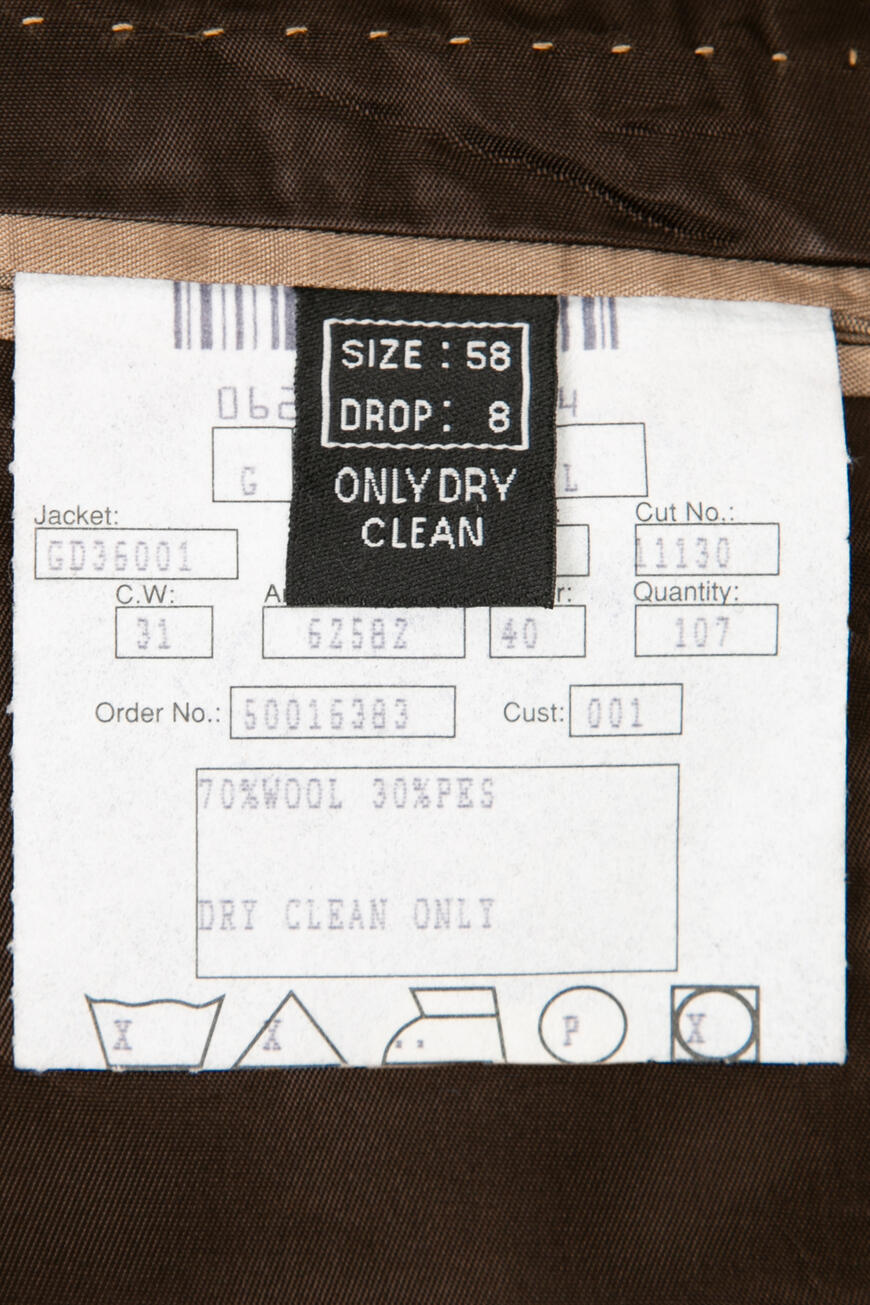 SIZE : 58
DROP: 8
ONLY DRY
CLEAN
G L
Jacket: Cut No.:
GD36001 11130
C.W: Quantity:
31 62582 40 107
Order No.: 50016383 Cust: 001
70%WOOL 30%PES
DRY CLEAN ONLY
X X .. P X